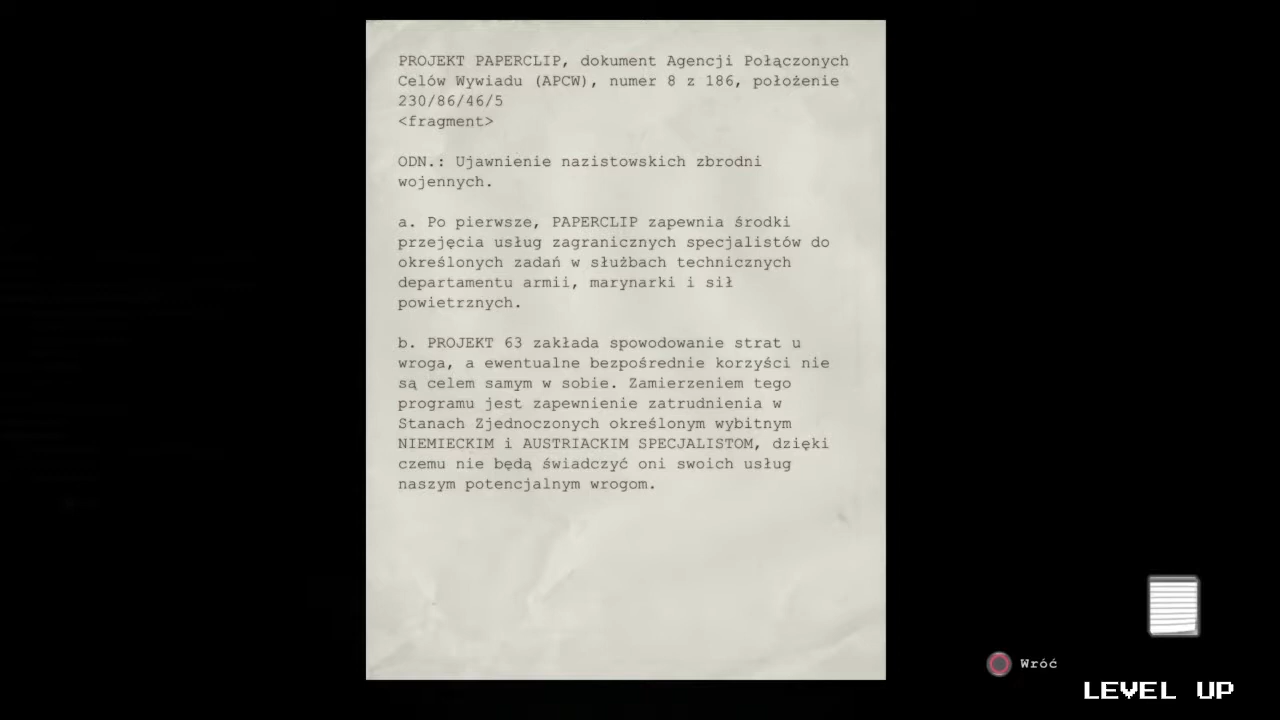 PROJEKT PAPERCLIP, dokument Agencji Połączonych
Celów Wywiadu (APCW), numer 8 z 186, położenie
230/86/46/5
<fragment>
ODN.: Ujawnienie nazistowskich zbrodni
wojennych.
a. Po pierwsze, PAPERCLIP zapewnia środki
przejęcia usług zagranicznych specjalistów do
określonych zadań w służbach technicznych
departamentu armii, marynarki i sił
powietrznych.
b. PROJEKT 63 zakłada spowodowanie strat u
wroga, a ewentualne bezpośrednie korzyści nie
są celem samym w sobie. Zamierzeniem tego
programu jest zapewnienie zatrudnienia w
Stanach Zjednoczonych określonym wybitnym
NIEMIECKIM i AUSTRIACKIM SPECJALISTOM, dzięki
czemu nie będą świadczyć oni swoich usług
naszym potencjalnym wrogom.
Wróć
LEVEL UP